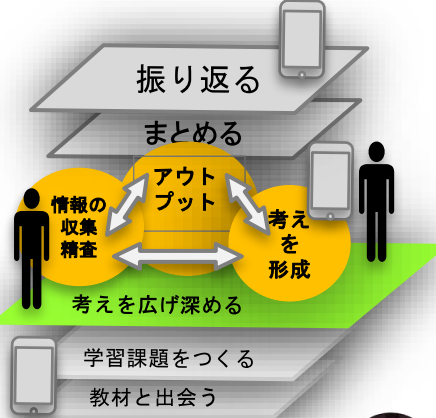 振り返る
まとめる
アウト
プット
情報の
収集
精査
考え
を
形成
考えを広げ深める
学習課題をつくる
教材と出会う